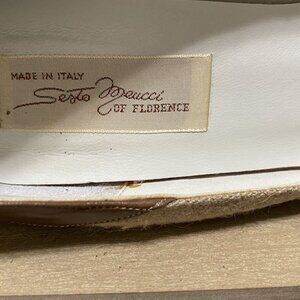 MADE IN ITALY
Sesto Meucci
OF FLORENCE